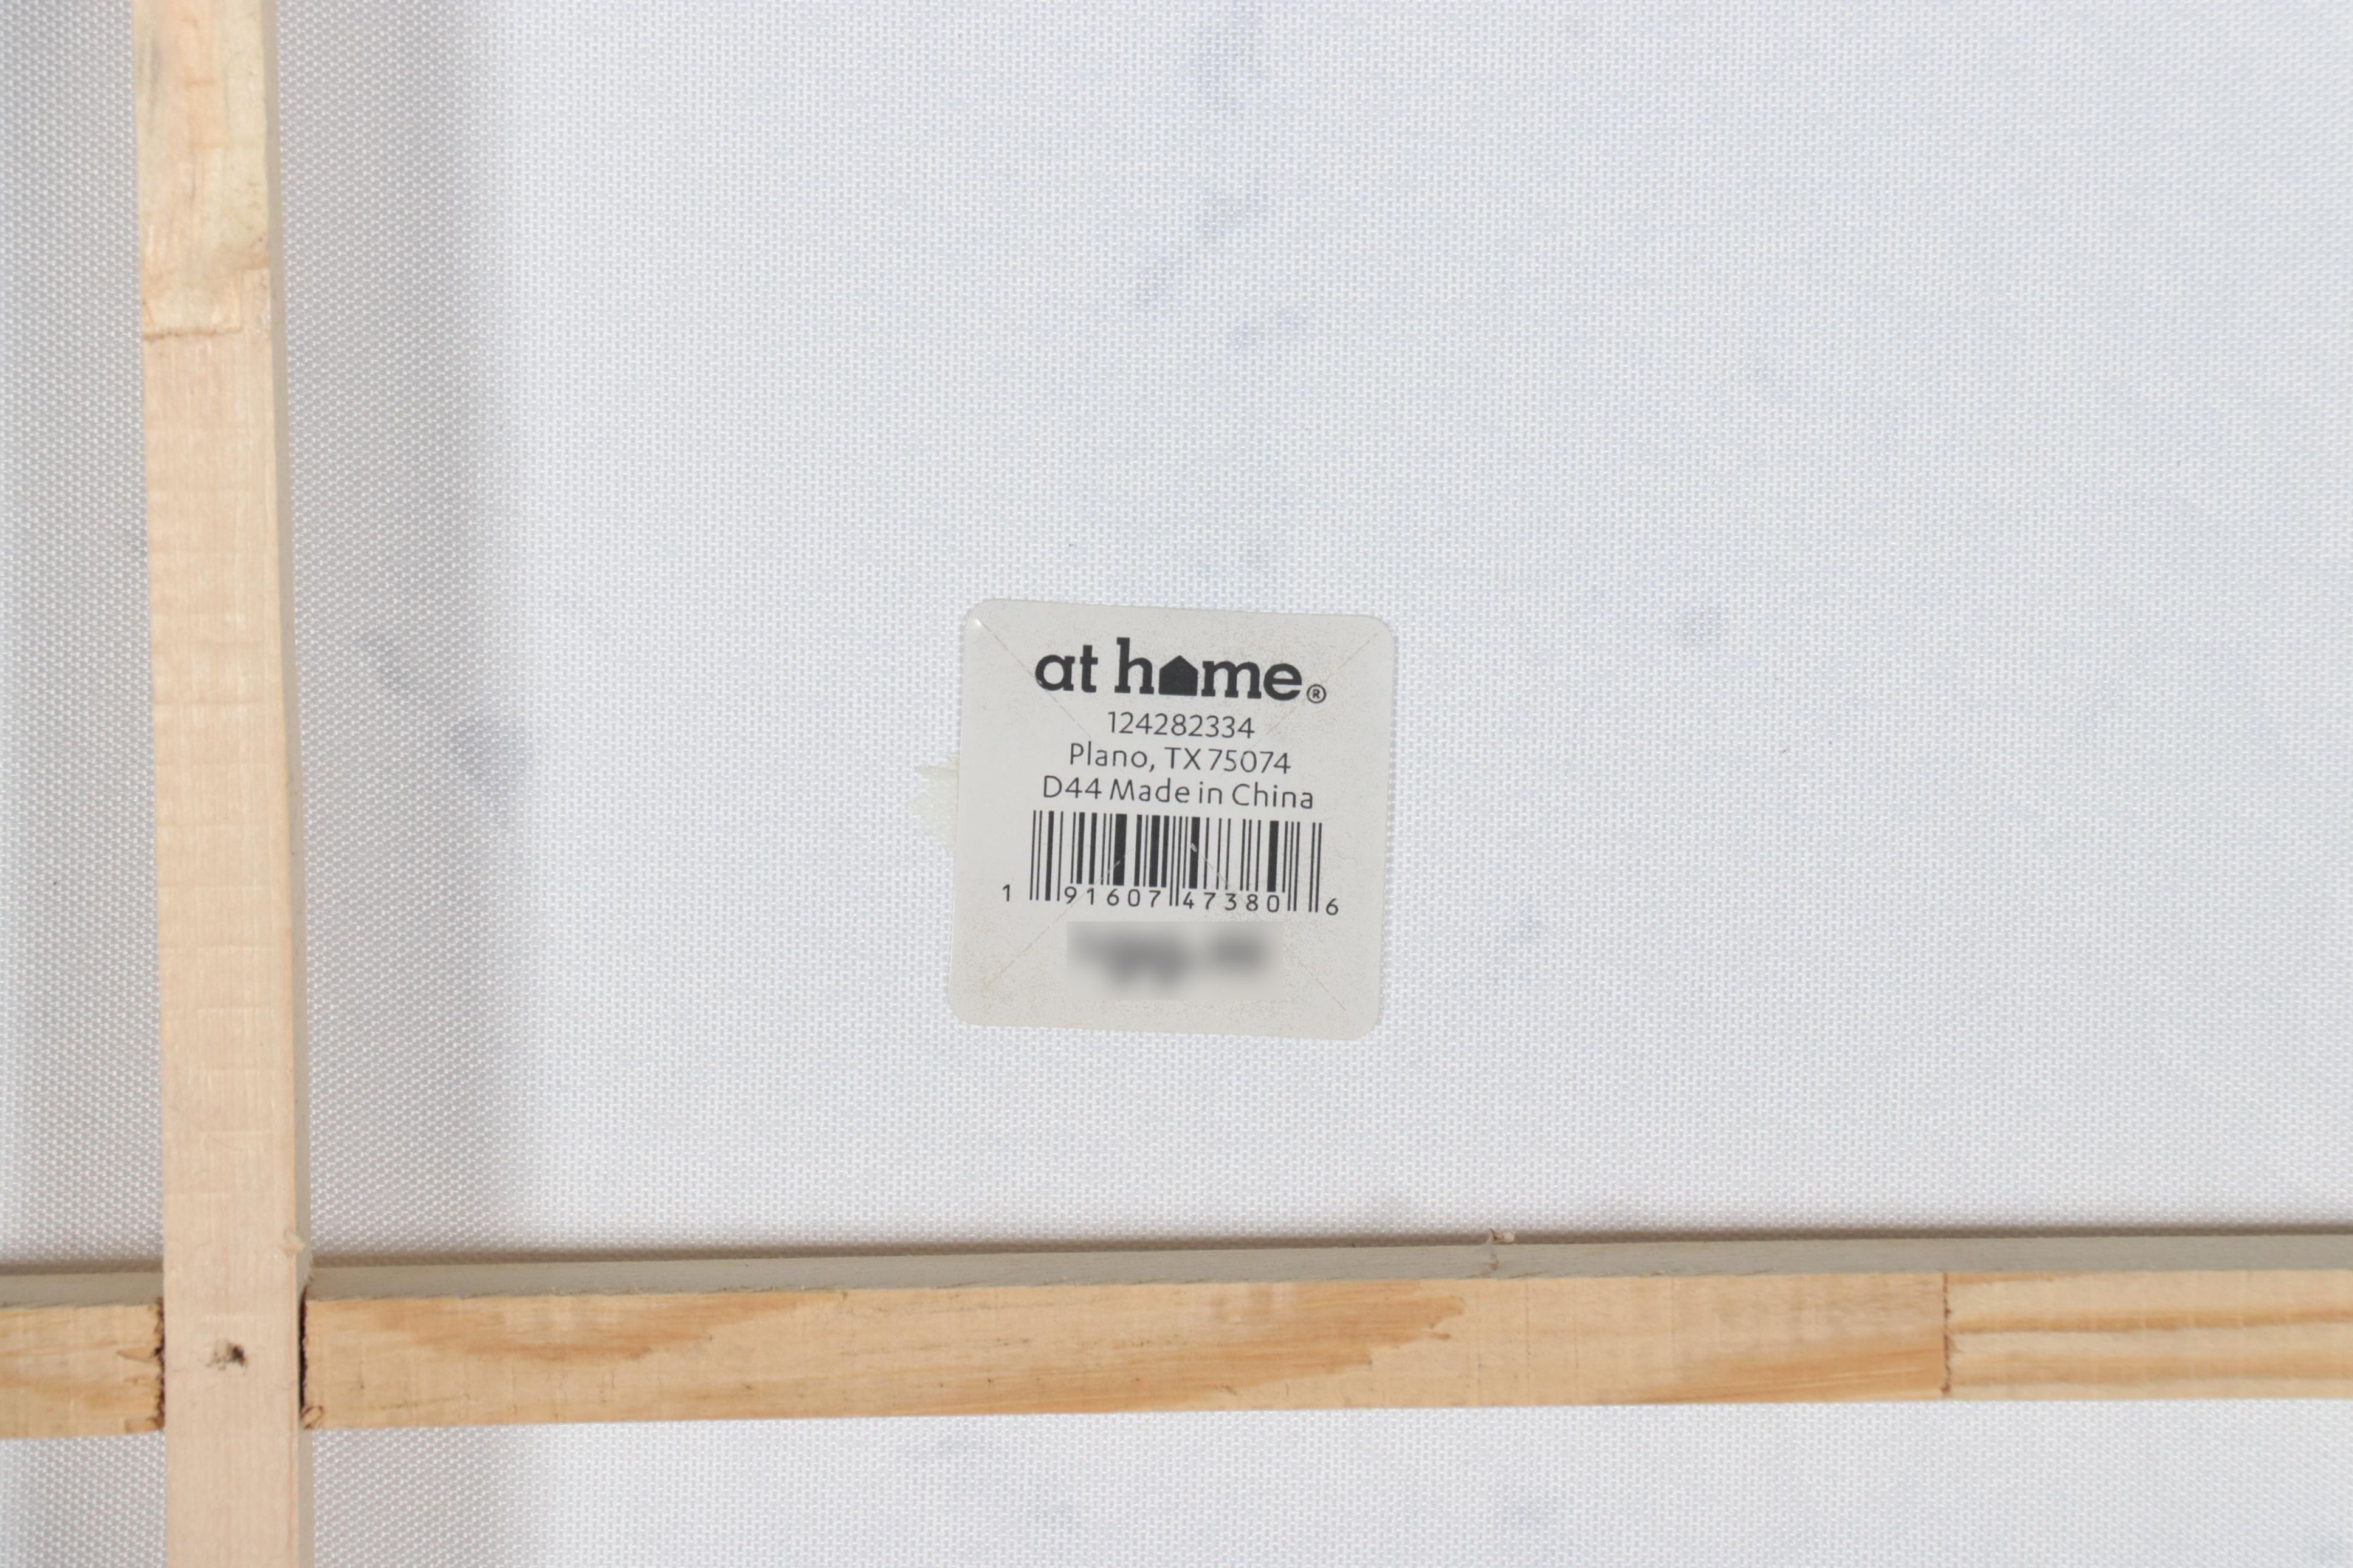 at home®
124282334
Plano, TX 75074
D44 Made in China
1 91607 47380 6